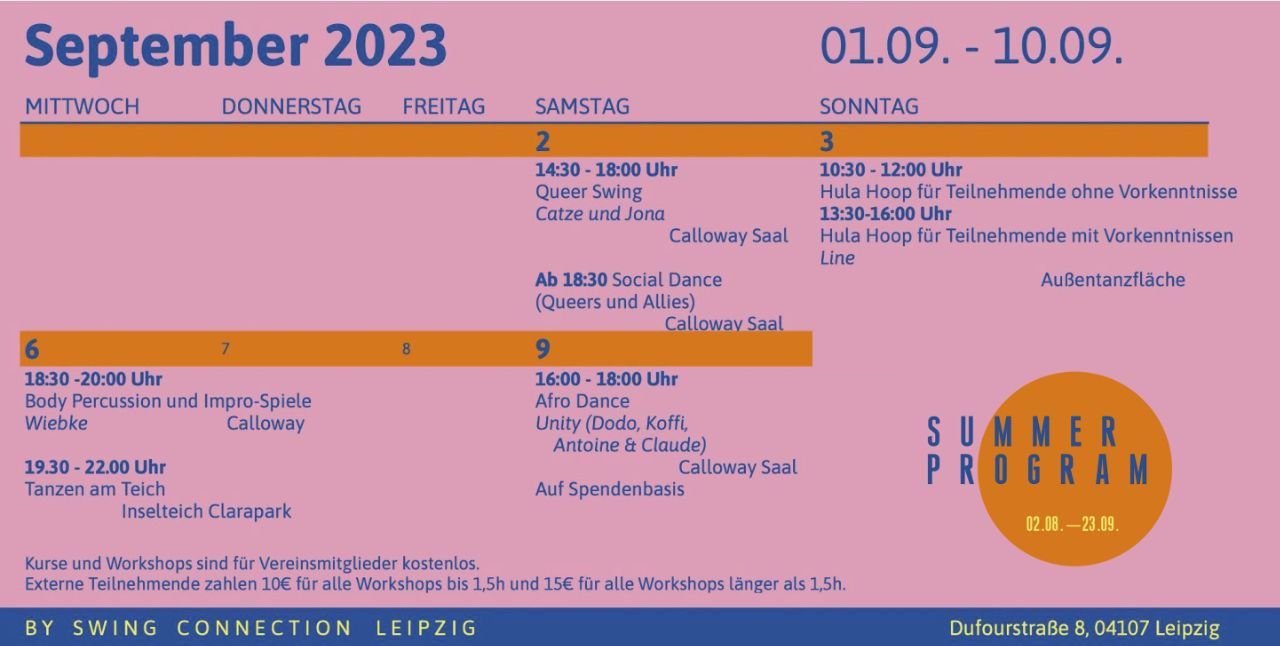 September 2023
01.09. - 10.09.
MITTWOCH DONNERSTAG FREITAG SAMSTAG SONNTAG
2
14:30 - 18:00 Uhr
Queer Swing
Catze und Jona
Calloway Saal
Ab 18:30 Social Dance
(Queers und Allies)
Calloway Saal
3
10:30 - 12:00 Uhr
Hula Hoop für Teilnehmende ohne Vorkenntnisse
13:30-16:00 Uhr
Hula Hoop für Teilnehmende mit Vorkenntnissen
Line
Außentanzfläche
6
18:30 -20:00 Uhr
Body Percussion und Impro-Spiele
Wiebke Calloway
19.30 - 22.00 Uhr
Tanzen am Teich
Inselteich Clarapark
7
8
9
16:00 - 18:00 Uhr
Afro Dance
Unity (Dodo, Koffi,
Antoine & Claude)
Calloway Saal
Auf Spendenbasis
SUMMER
PROGRAM
02.08.—23.09.
Kurse und Workshops sind für Vereinsmitglieder kostenlos.
Externe Teilnehmende zahlen 10€ für alle Workshops bis 1,5h und 15€ für alle Workshops länger als 1,5h.
BY SWING CONNECTION LEIPZIG
Dufourstraße 8, 04107 Leipzig